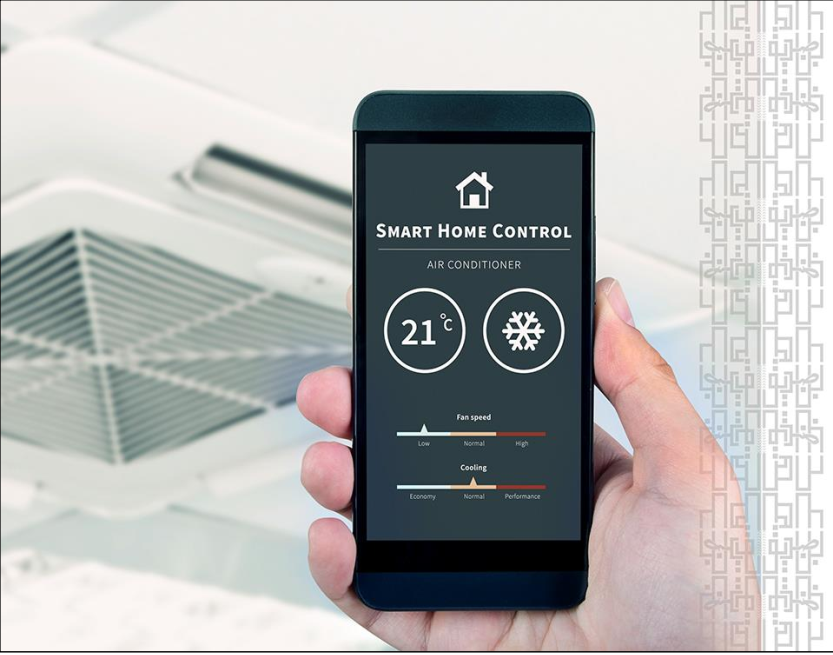 SMART HOME CONTROL
AIR CONDITIONER
21°C
Fan speed
Low Normal High
Cooling
Economy Normal Performance